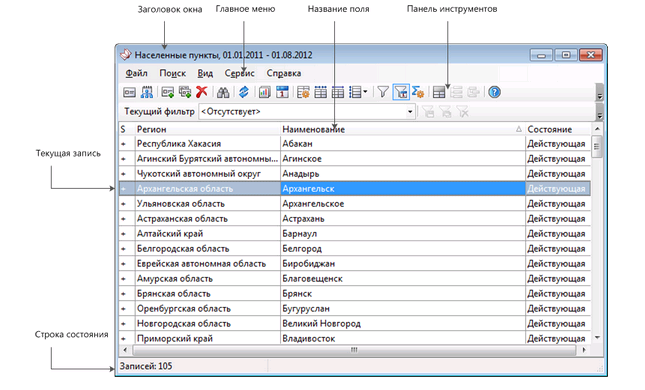 Заголовок окна Главное меню Название поля Панель инструментов
Населенные пункты, 01.01.2011 - 01.08.2012
Файл Поиск Вид Сервис Справка
Текущий фильтр <Отсутствует>
S Регион Наименование Состояние
+ Республика Хакасия Абакан Действующая
Текущая запись
+ Агинский Бурятский автономны... Агинское Действующая
+ Чукотский автономный округ Анадырь Действующая
+ Архангельская область Архангельск Действующая
+ Ульяновская область Архангельское Действующая
+ Астраханская область Астрахань Действующая
+ Алтайский край Барнаул Действующая
+ Белгородская область Белгород Действующая
+ Еврейская автономная область Биробиджан Действующая
+ Амурская область Благовещенск Действующая
+ Брянская область Брянск Действующая
+ Оренбургская область Бугуруслан Действующая
+ Новгородская область Великий Новгород Действующая
Строка состояния
+ Приморский край Владивосток Действующая
Записей: 105